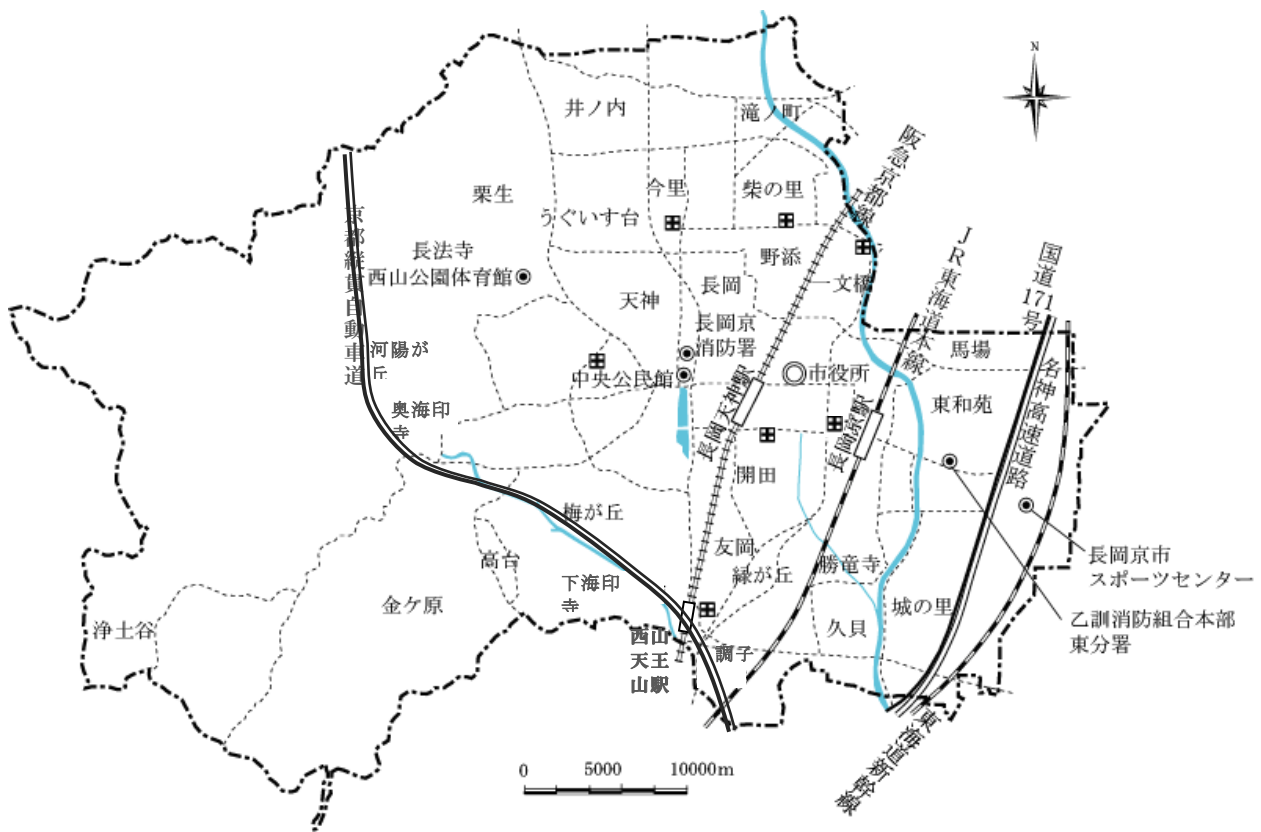 N
井ノ内
滝ノ町
阪急京都線
栗生
今里
柴の里
うぐいす台
JR東海道本線
国道171号
京都縦貫自動車道
長法寺
西山公園体育館
野添
天神
長岡
一文橋
長岡京
消防署
馬場
河陽が
丘
中央公民館
市役所
名神高速道路
長岡天神駅
東和苑
奥海印
寺
長岡京駅
開田
梅が丘
友岡
高台
緑が丘
勝竜寺
長岡京市
スポーツセンター
下海印
寺
金ケ原
城の里
浄土谷
久貝
乙訓消防組合本部
東分署
西山
天王
山駅
調子
東海道新幹線
0 5000 10000m